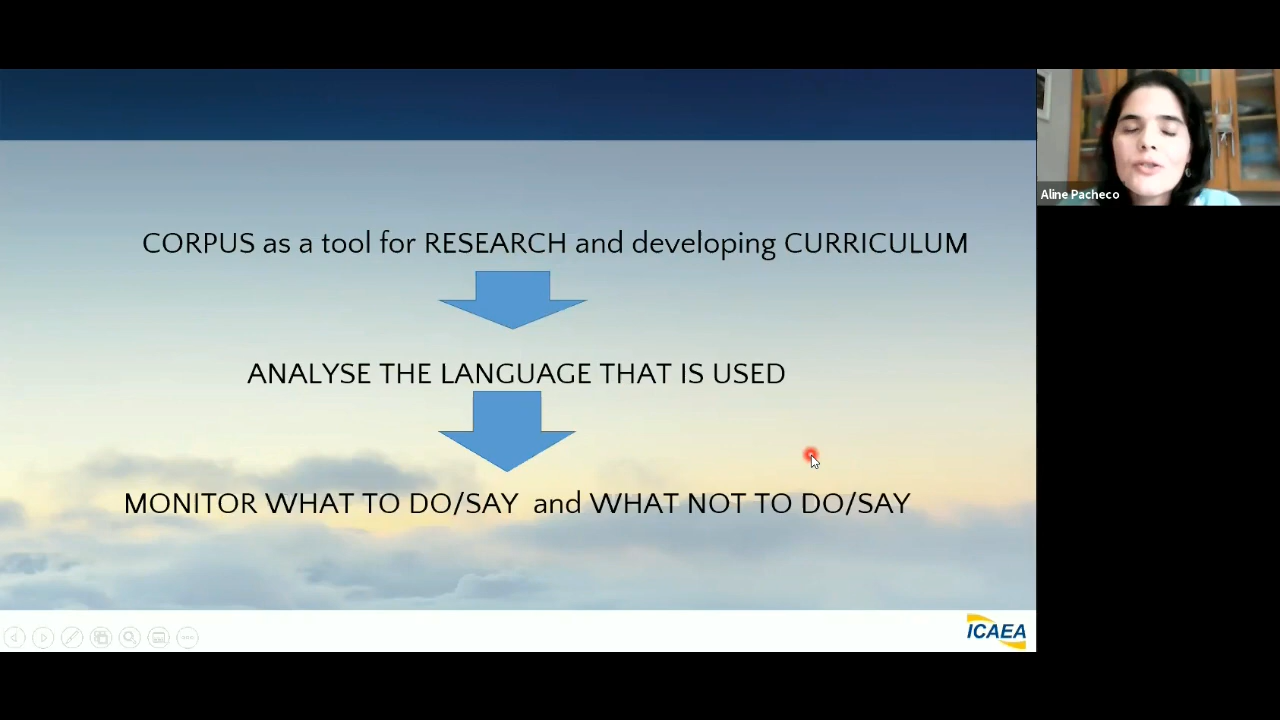 CORPUS as a tool for RESEARCH and developing CURRICULUM
ANALYSE THE LANGUAGE THAT IS USED
MONITOR WHAT TO DO/SAY and WHAT NOT TO DO/SAY
ICAEA
Aline Pacheco